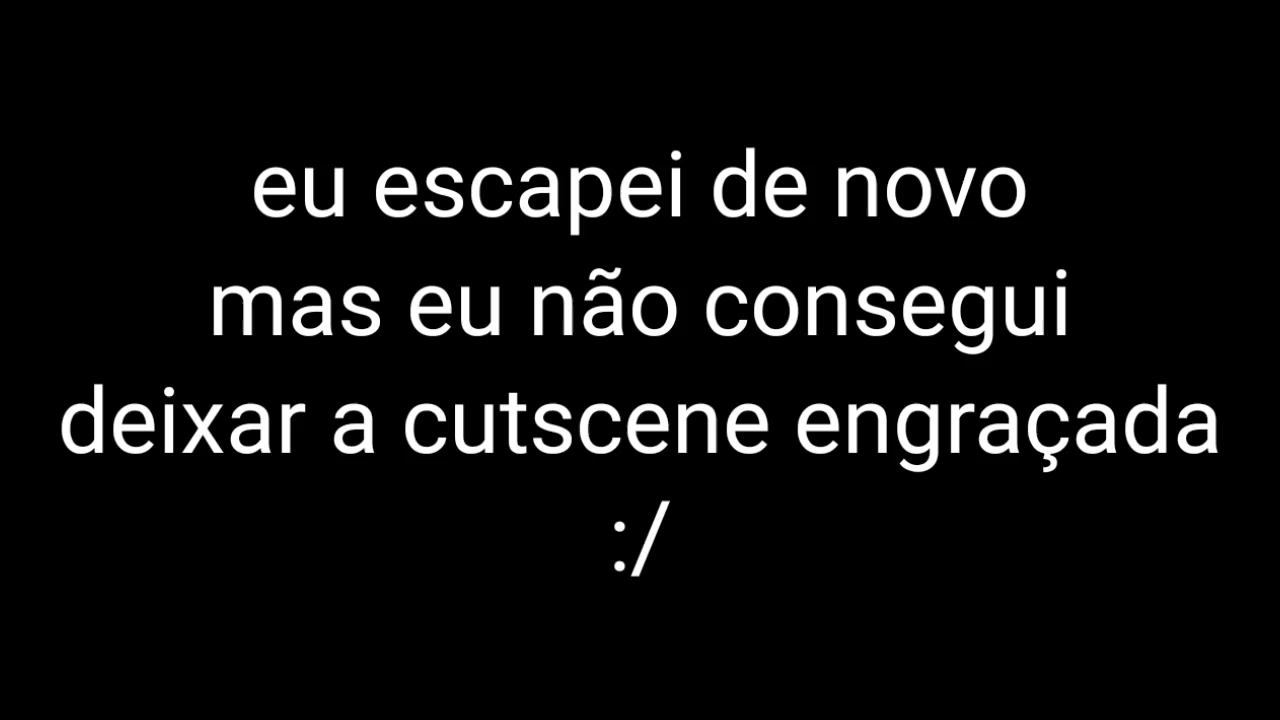 eu escapei de novo
mas eu não consegui
deixar a cutscene engraçada
:/